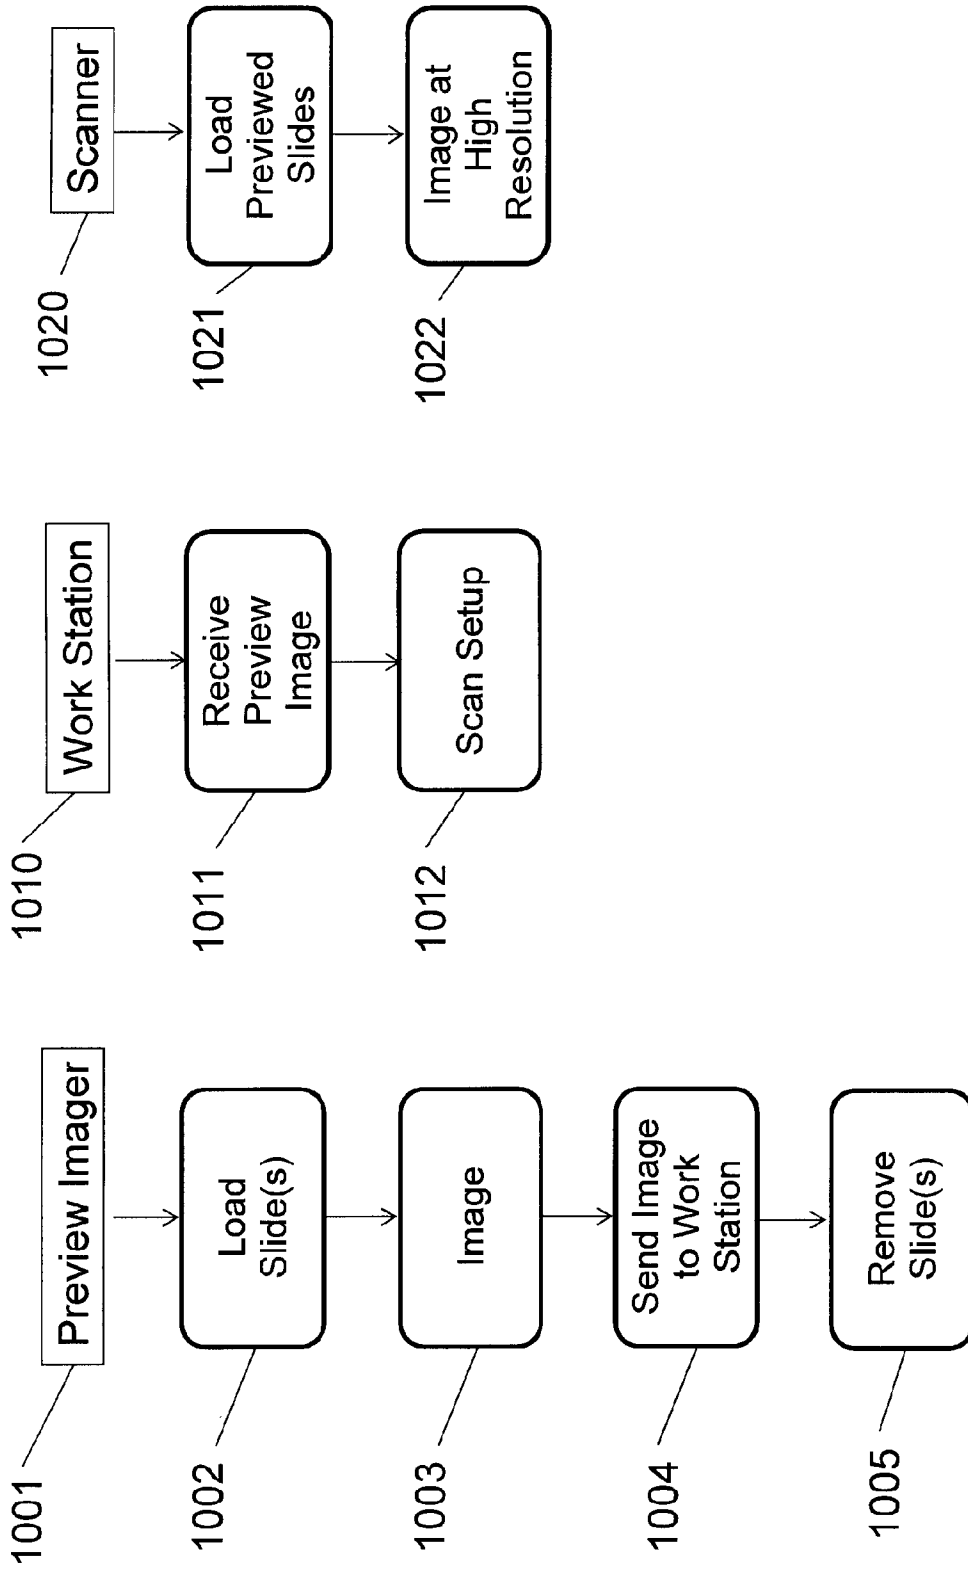 1001
Preview Imager
1002
Load
Slide(s)
1003
Image
1004
Send Image
to Work
Station
1005
Remove
Slide(s)
1010
Work Station
1011
Receive
Preview
Image
1012
Scan Setup
1020
Scanner
1021
Load
Previewed
Slides
1022
Image at
High
Resolution